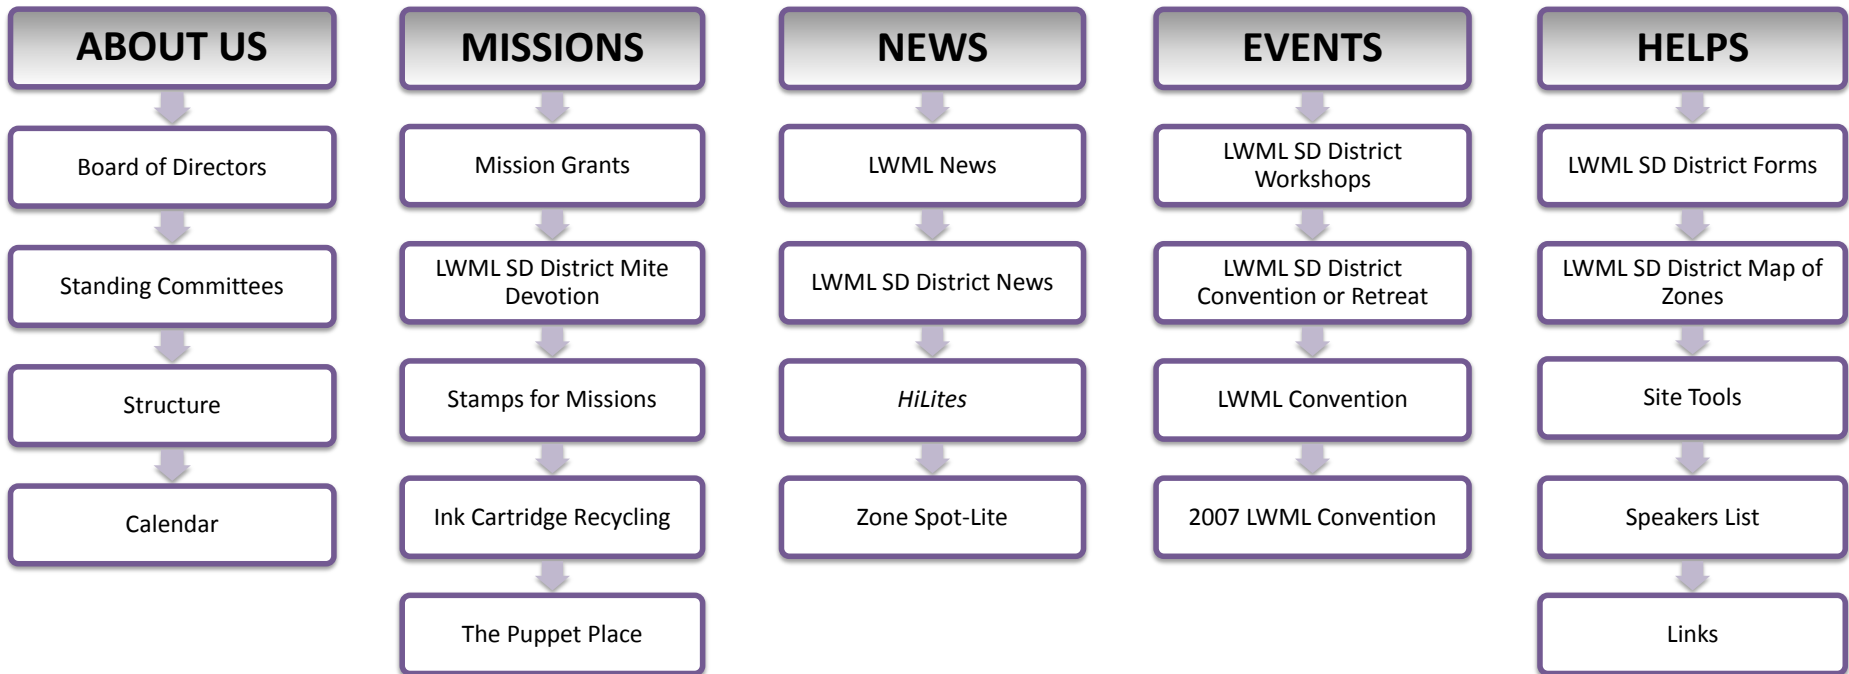 ABOUT US
Board of Directors
Standing Committees
Structure
Calendar
MISSIONS
Mission Grants
LWML SD District Mite
Devotion
Stamps for Missions
Ink Cartridge Recycling
The Puppet Place
NEWS
LWML News
LWML SD District News
HiLites
Zone Spot-Lite
EVENTS
LWML SD District
Workshops
LWML SD District
Convention or Retreat
LWML Convention
2007 LWML Convention
HELPS
LWML SD District Forms
LWML SD District Map of
Zones
Site Tools
Speakers List
Links